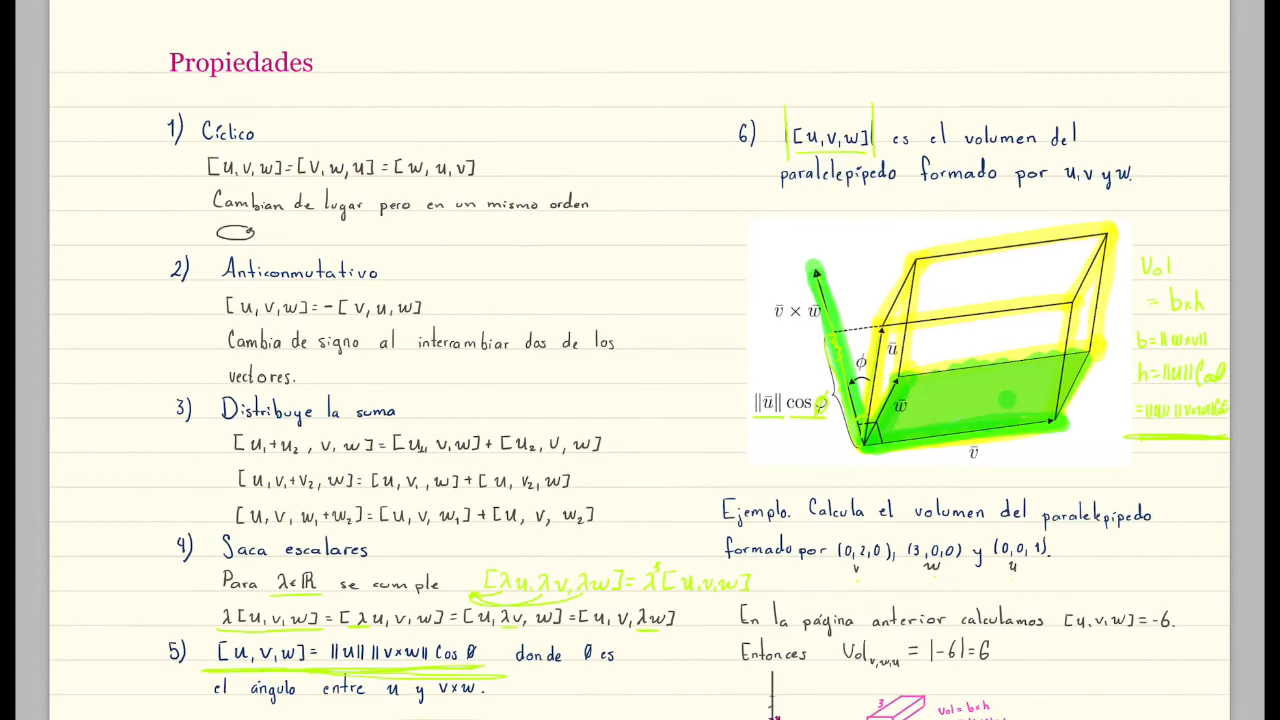 Propiedades
1) Cíclico
[u,v,w]=[v,w,u]=[w,u,v]
Cambian de lugar pero en un mismo orden
2) Anticonmutativo
[u,v,w]=-[v,u,w]
Cambia de signo al intercambiar dos de los
vectores.
3) Distribuye la suma
[u₁+u₂, v, w]=[u₁, v, w]+[u₂, v, w]
[u, v₁+v₂, w]=[u, v₁, w]+[u, v₂, w]
[u, v, w₁+w₂]=[u, v, w₁]+[u, v, w₂]
4) Saca escalares
Para λ∈ℝ se cumple [λu, λv, λw]=λ³[u,v,w]
λ[u,v,w]=[λu,v,w]=[u,λv,w]=[u,v,λw]
5) [u,v,w]=||u|| ||v×w|| Cos ø donde ø es
el ángulo entre u y v×w.
6) |[u,v,w]| es el volumen del
paralelepípedo formado por u,v y w.
v̄ × w̄
ū
ϕ
w̄
||ū|| cos ϕ
v̄
Vol
= b×h
h=||u||
Ejemplo. Calcula el volumen del paralelepípedo
formado por (0,2,0), (3,0,0) y (0,0,1).
v w u
En la página anterior calculamos [u,v,w]=-6.
Entonces Vol v,w,u = |-6|=6
3
Vol = b×h